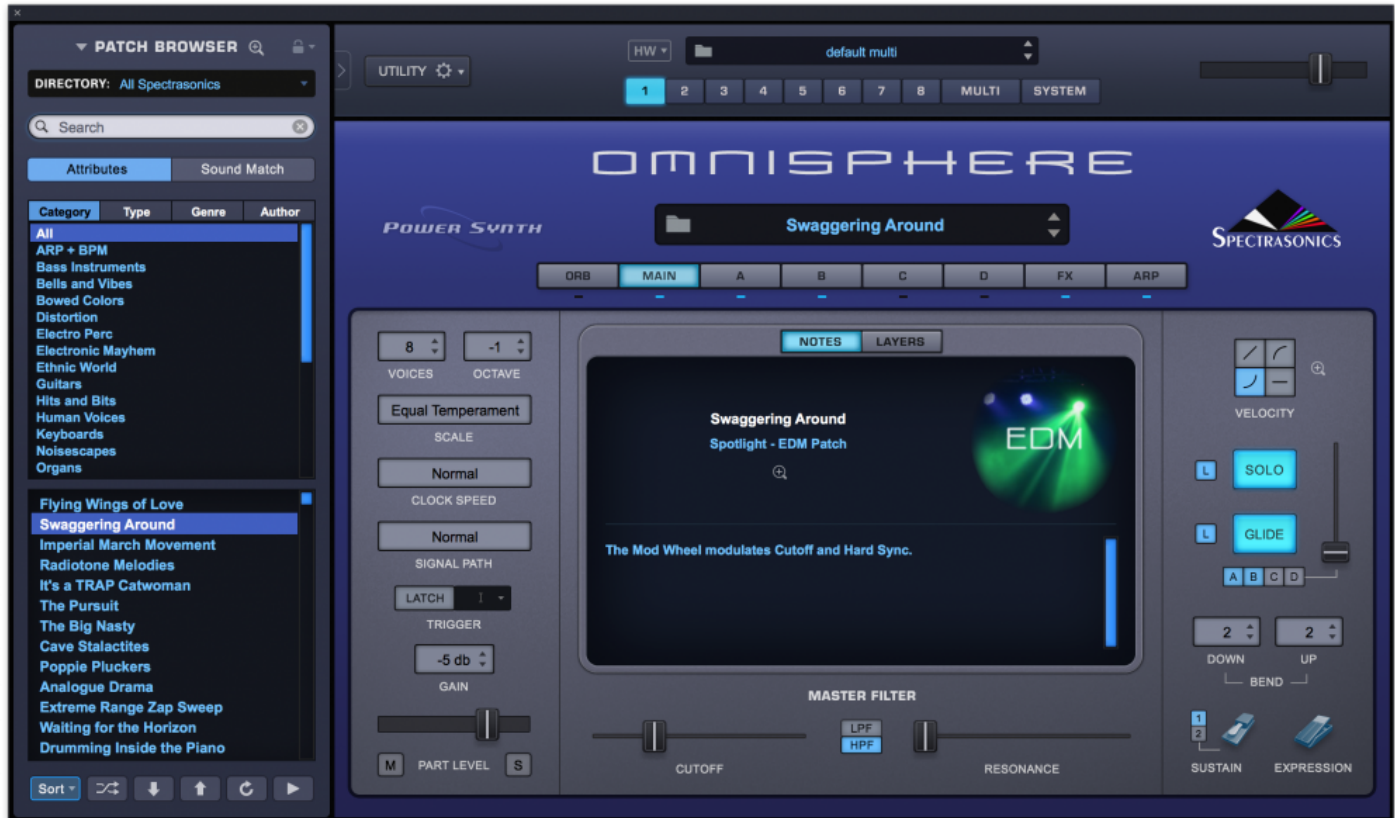 PATCH BROWSER
DIRECTORY: All Spectrasonics
Search
Attributes Sound Match
Category Type Genre Author
All
ARP + BPM
Bass Instruments
Bells and Vibes
Bowed Colors
Distortion
Electro Perc
Electronic Mayhem
Ethnic World
Guitars
Hits and Bits
Human Voices
Keyboards
Noisescapes
Organs
Flying Wings of Love
Swaggering Around
Imperial March Movement
Radiotone Melodies
It's a TRAP Catwoman
The Pursuit
The Big Nasty
Cave Stalactites
Poppie Pluckers
Analogue Drama
Extreme Range Zap Sweep
Waiting for the Horizon
Drumming Inside the Piano
Sort
UTILITY
HW
default multi
1 2 3 4 5 6 7 8 MULTI SYSTEM
OMNISPHERE
POWER SYNTH
Swaggering Around
SPECTRASONICS
ORB MAIN A B C D FX ARP
8 -1
VOICES OCTAVE
Equal Temperament
SCALE
Normal
CLOCK SPEED
Normal
SIGNAL PATH
LATCH
TRIGGER
-5 db
GAIN
M PART LEVEL S
NOTES LAYERS
Swaggering Around
Spotlight - EDM Patch
EDM
The Mod Wheel modulates Cutoff and Hard Sync.
MASTER FILTER
LPF
HPF
CUTOFF RESONANCE
VELOCITY
L SOLO
L GLIDE
A B C D
2 2
DOWN UP
BEND
1
2
SUSTAIN EXPRESSION